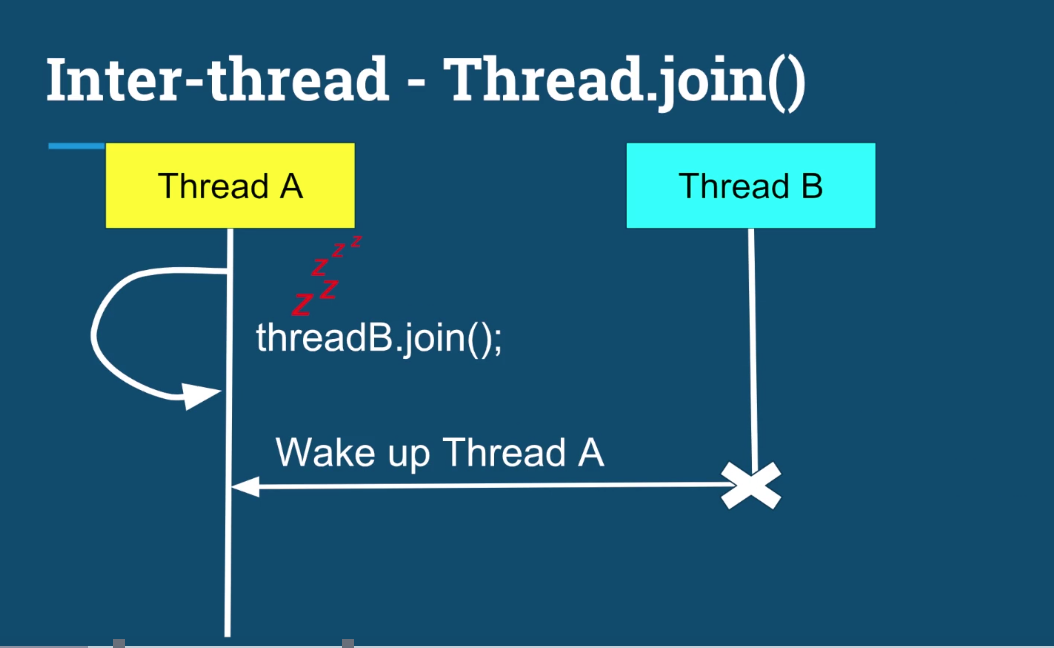 Inter-thread - Thread.join()
Thread A
Thread B
z z z
z z
threadB.join();
Wake up Thread A